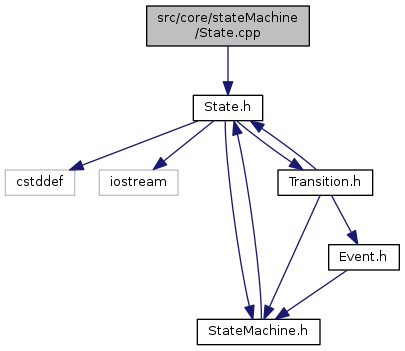 src/core/stateMachine
/State.cpp
State.h
cstddef
iostream
Transition.h
Event.h
StateMachine.h